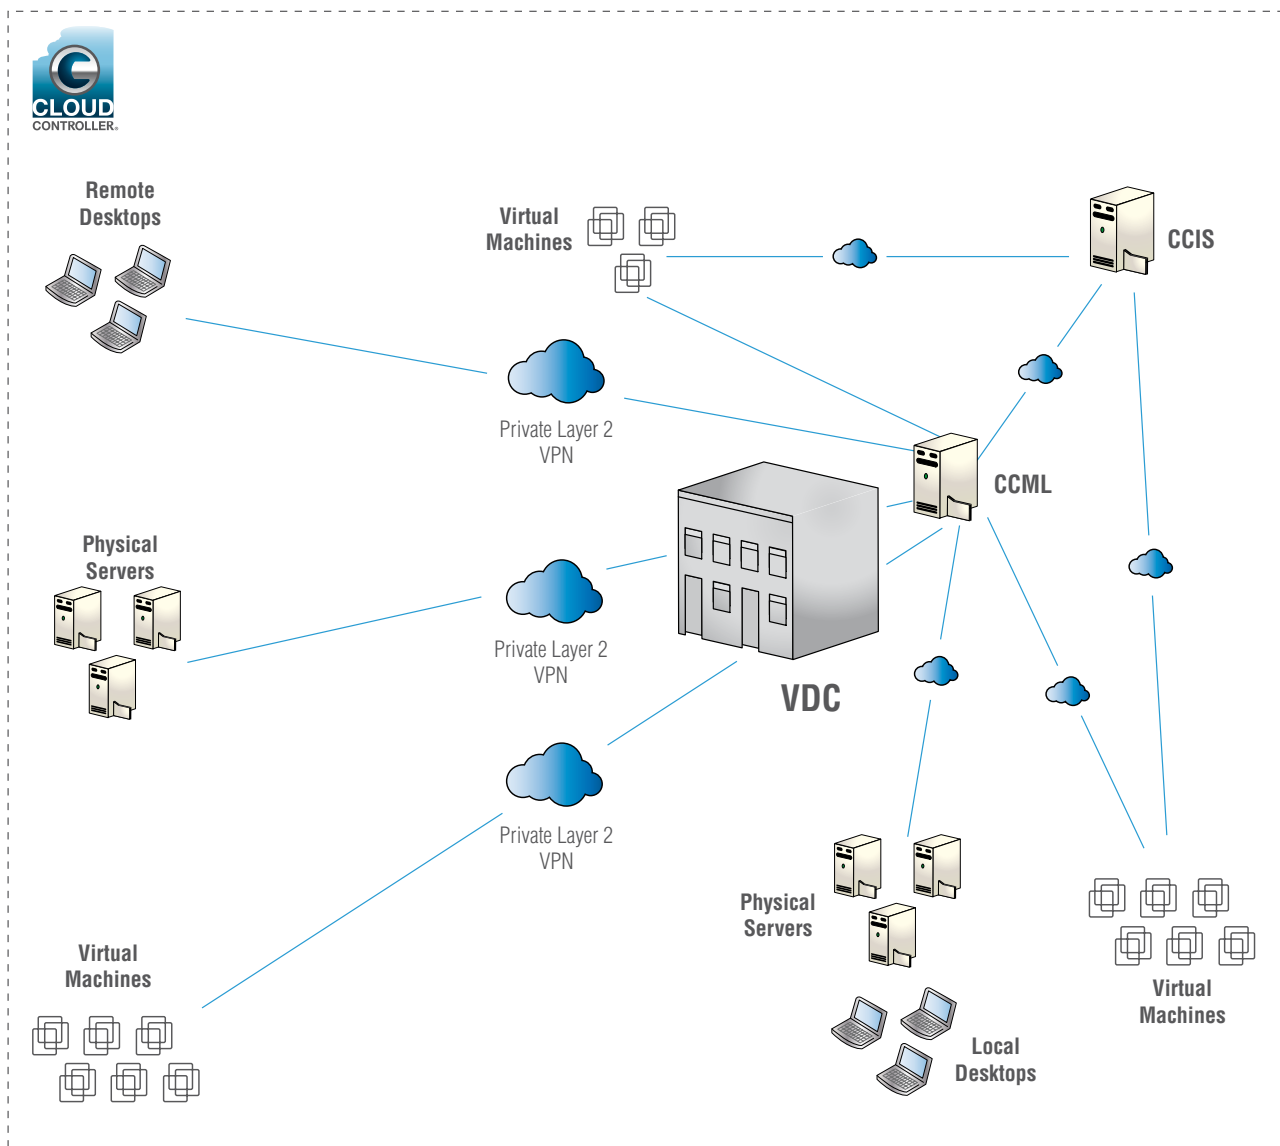 CLOUD
CONTROLLER®
Remote
Desktops
Virtual
Machines
CCIS
Private Layer 2
VPN
CCML
Physical
Servers
Private Layer 2
VPN
VDC
Private Layer 2
VPN
Physical
Servers
Virtual
Machines
Virtual
Machines
Local
Desktops